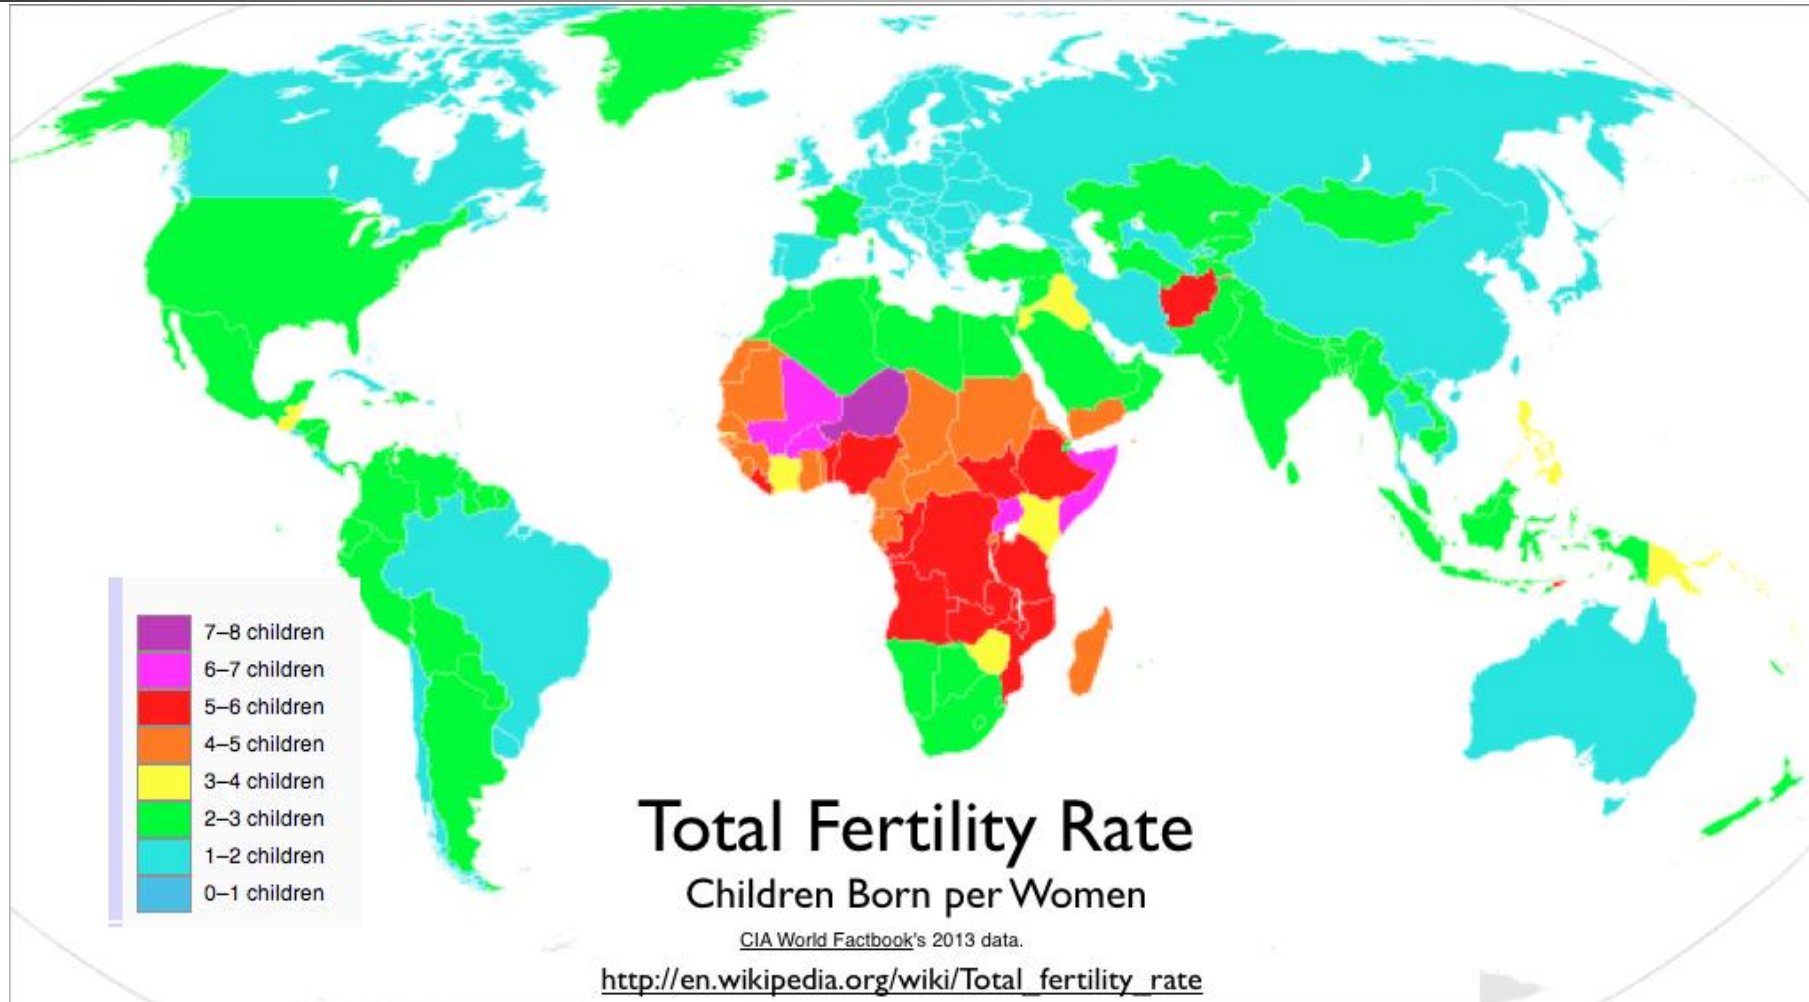 7–8 children
6–7 children
5–6 children
4–5 children
3–4 children
2–3 children
1–2 children
0–1 children
Total Fertility Rate
Children Born per Women
CIA World Factbook's 2013 data.
http://en.wikipedia.org/wiki/Total_fertility_rate